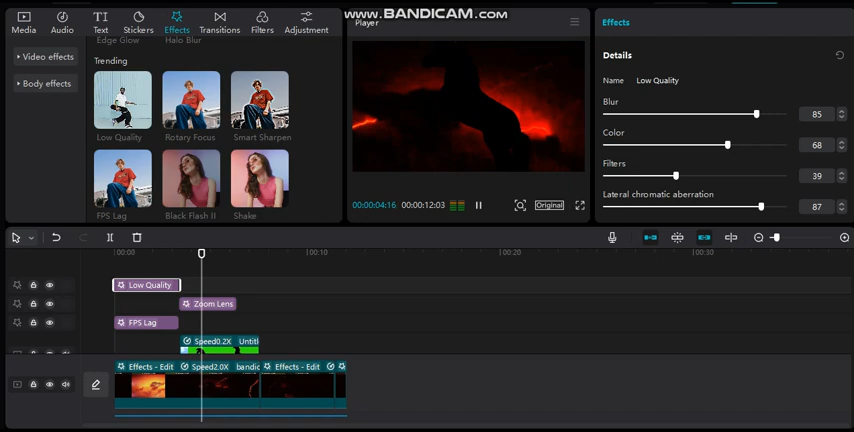 www.BANDICAM.com
Media Audio Text Stickers Effects Transitions Filters Adjustment
Player
Effects
Edge Glow Halo Blur
Video effects
Body effects
Trending
Low Quality Rotary Focus Smart Sharpen
FPS Lag Black Flash II Shake
00:00:04:16 00:00:12:03
Original
Details
Name Low Quality
Blur
85
Color
68
Filters
39
Lateral chromatic aberration
87
00:00 00:10 00:20 00:30
Low Quality
Zoom Lens
FPS Lag
Speed0.2X Untitl
Effects - Edit Speed2.0X bandic Effects - Edit